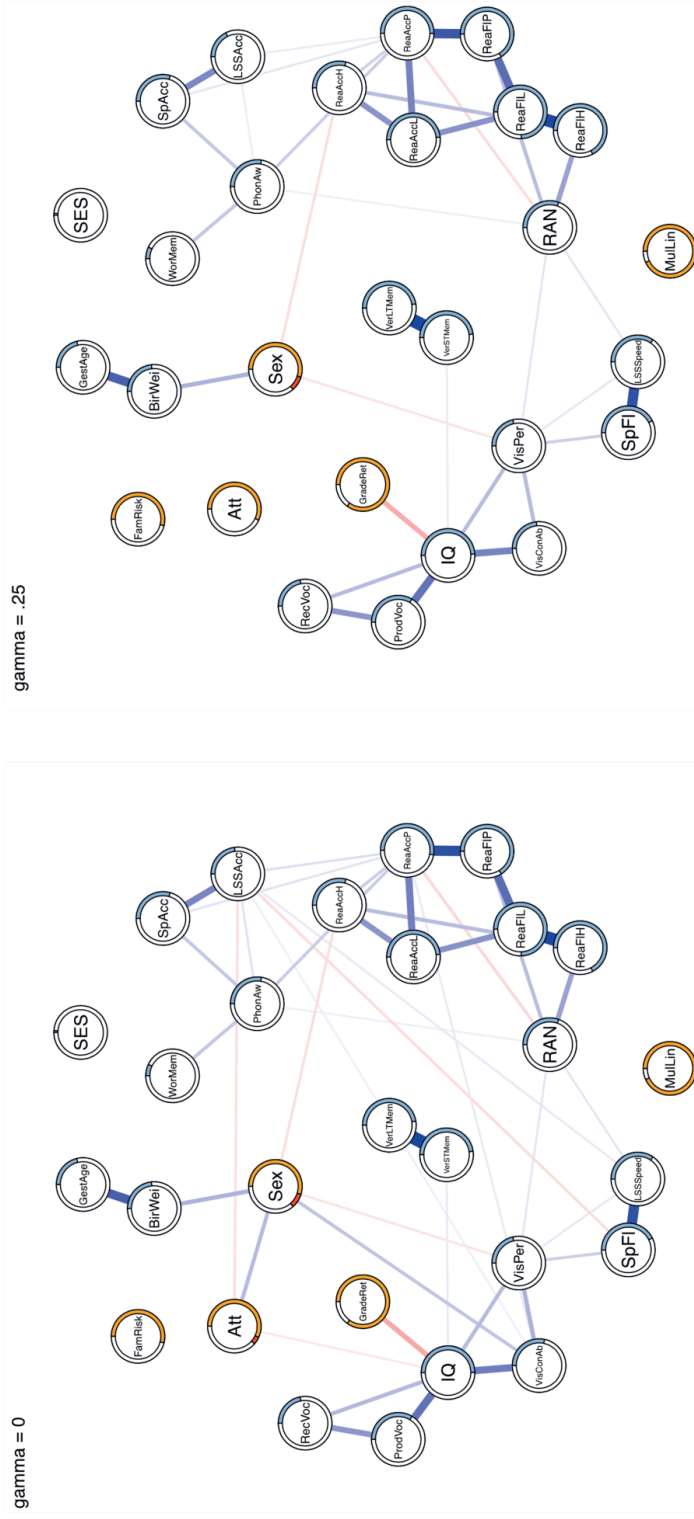 gamma = .25
SES
SpAcc
LSSAcc
GestAge
WorMem
PhonAw
BirWei
FamRisk
Att
Sex
ReaAccH
ReaAccP
ReaAccL
ReaFlP
ReaFlL
ReaFlH
VerLTMem
VerSTMem
GradeRet
RecVoc
ProdVoc
IQ
VisPer
VisConAb
RAN
LSSSpeed
SpFl
MulLin
gamma = 0
SES
SpAcc
LSSAcc
GestAge
WorMem
PhonAw
BirWei
FamRisk
Att
Sex
ReaAccH
ReaAccP
ReaAccL
ReaFlP
ReaFlL
ReaFlH
VerLTMem
VerSTMem
GradeRet
RecVoc
ProdVoc
IQ
VisPer
VisConAb
RAN
LSSSpeed
SpFl
MulLin